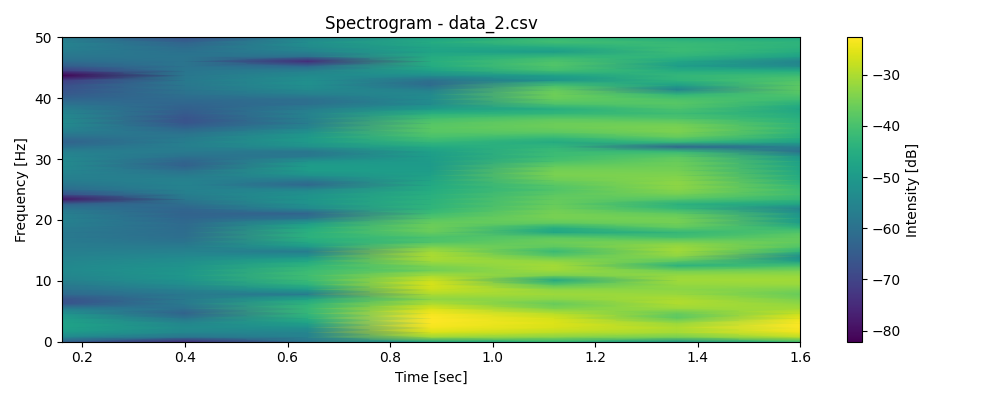 Spectrogram - data_2.csv
50
40
30
20
10
0
Frequency [Hz]
0.2 0.4 0.6 0.8 1.0 1.2 1.4 1.6
Time [sec]
−30
−40
−50
−60
−70
−80
Intensity [dB]